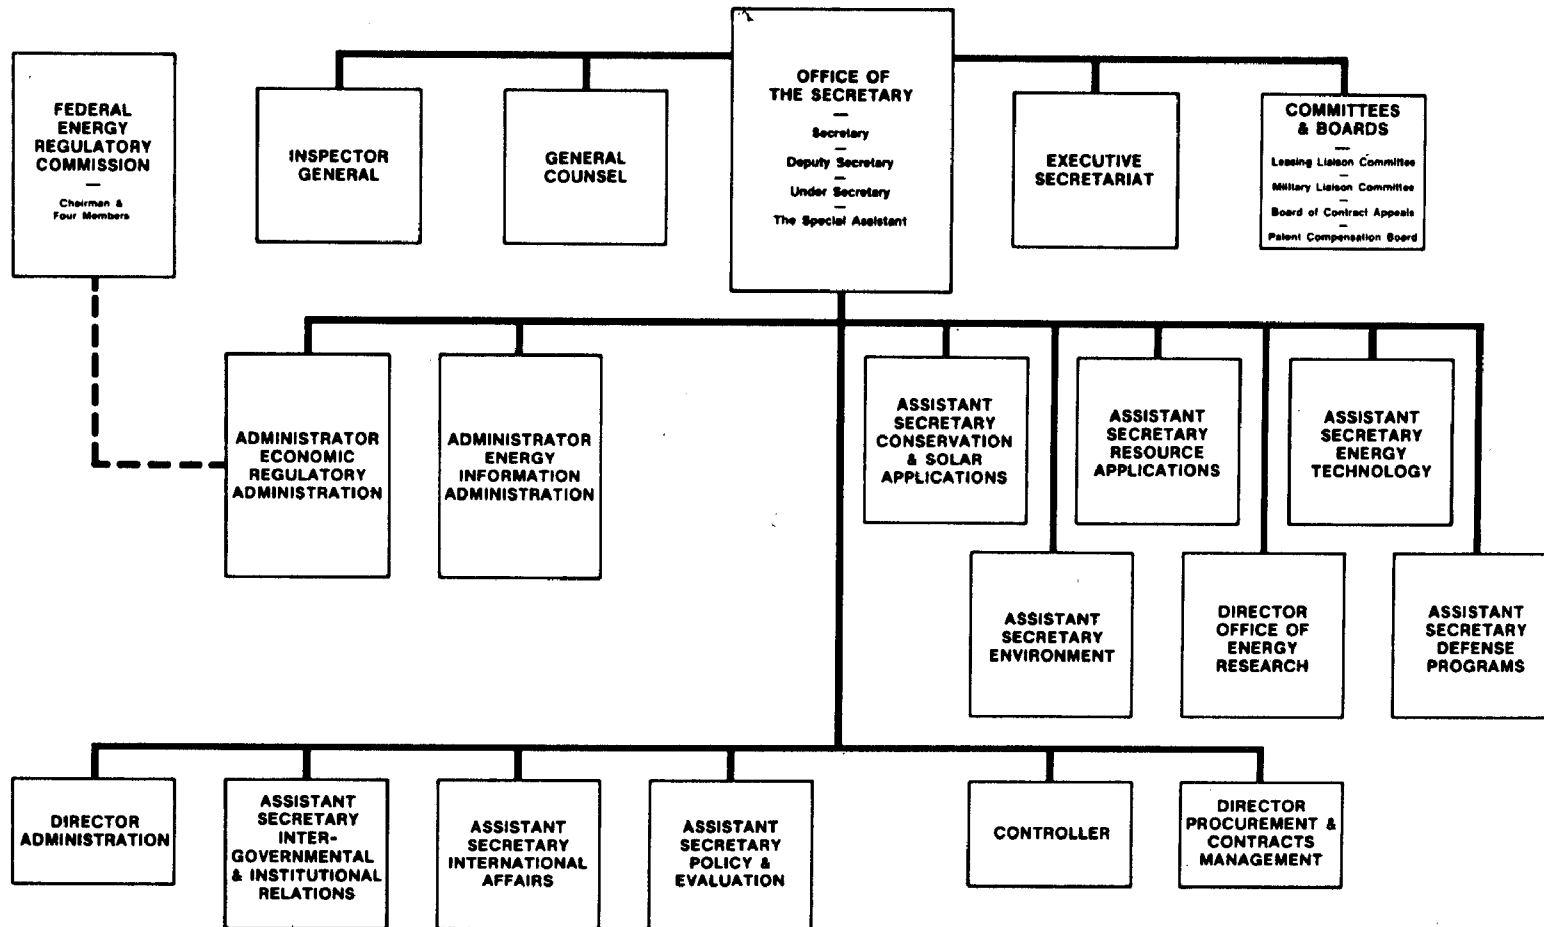 OFFICE OF
THE SECRETARY
—
Secretary
—
Deputy Secretary
—
Under Secretary
—
The Special Assistant
FEDERAL
ENERGY
REGULATORY
COMMISSION
—
Chairman &
Four Members
INSPECTOR
GENERAL
GENERAL
COUNSEL
EXECUTIVE
SECRETARIAT
COMMITTEES
& BOARDS
—
Leasing Liaison Committee
—
Military Liaison Committee
—
Board of Contract Appeals
—
Patent Compensation Board
ADMINISTRATOR
ECONOMIC
REGULATORY
ADMINISTRATION
ADMINISTRATOR
ENERGY
INFORMATION
ADMINISTRATION
ASSISTANT
SECRETARY
CONSERVATION
& SOLAR
APPLICATIONS
ASSISTANT
SECRETARY
RESOURCE
APPLICATIONS
ASSISTANT
SECRETARY
ENERGY
TECHNOLOGY
ASSISTANT
SECRETARY
ENVIRONMENT
DIRECTOR
OFFICE OF
ENERGY
RESEARCH
ASSISTANT
SECRETARY
DEFENSE
PROGRAMS
DIRECTOR
ADMINISTRATION
ASSISTANT
SECRETARY
INTER-
GOVERNMENTAL
& INSTITUTIONAL
RELATIONS
ASSISTANT
SECRETARY
INTERNATIONAL
AFFAIRS
ASSISTANT
SECRETARY
POLICY &
EVALUATION
CONTROLLER
DIRECTOR
PROCUREMENT &
CONTRACTS
MANAGEMENT